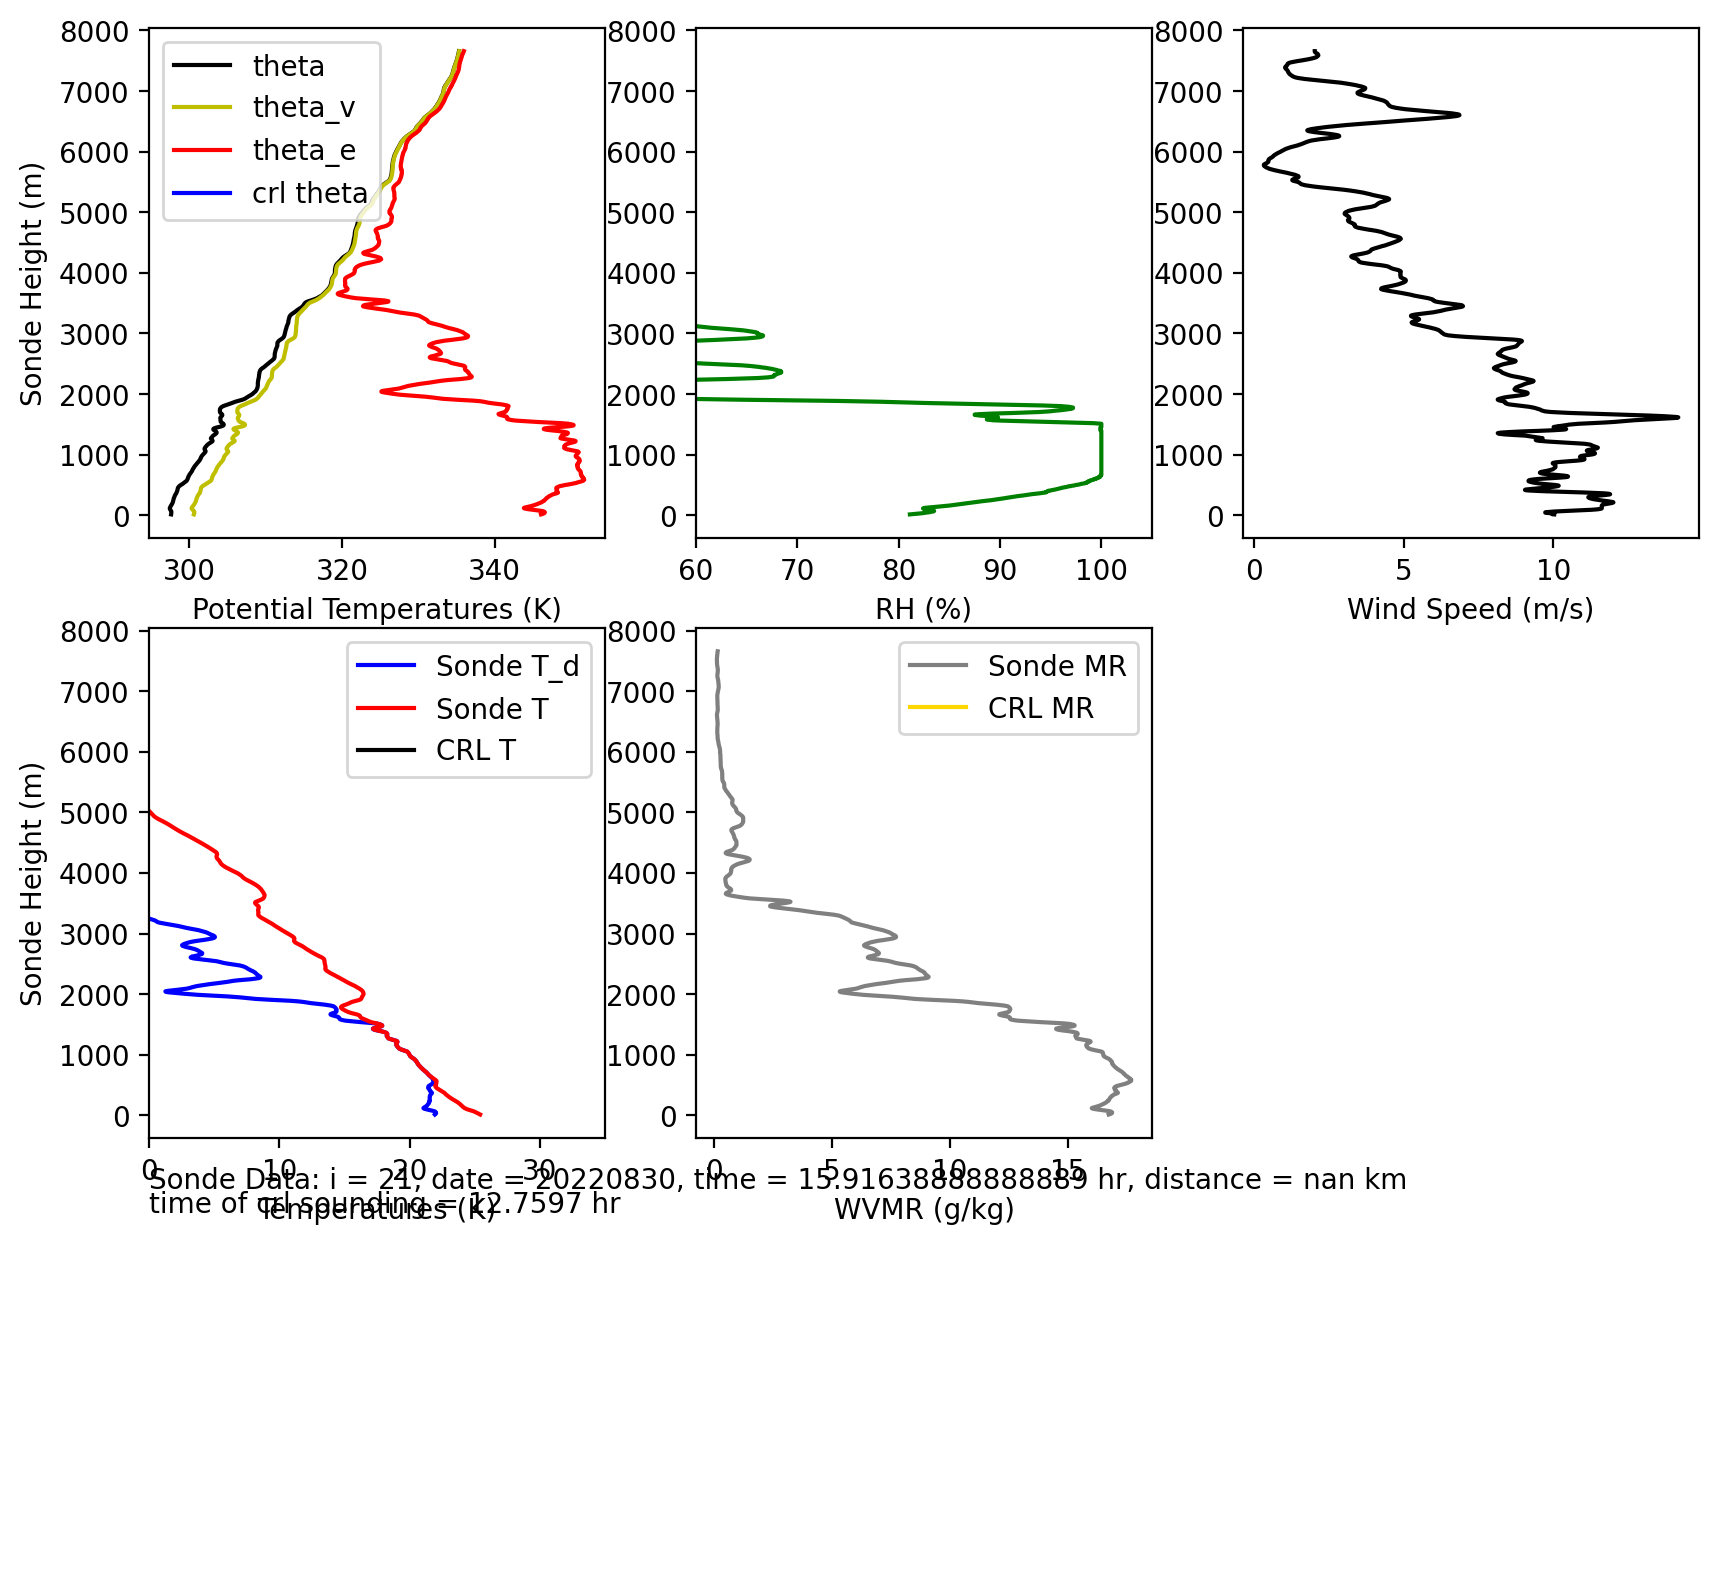 8000
7000
6000
5000
4000
3000
2000
1000
0
Sonde Height (m)
theta
theta_v
theta_e
crl theta
300 320 340
Potential Temperatures (K)
8000
7000
6000
5000
4000
3000
2000
1000
0
60 70 80 90 100
RH (%)
8000
7000
6000
5000
4000
3000
2000
1000
0
0 5 10
Wind Speed (m/s)
8000
7000
6000
5000
4000
3000
2000
1000
0
Sonde Height (m)
Sonde T_d
Sonde T
CRL T
0 10 20 30
Temperatures (K)
8000
7000
6000
5000
4000
3000
2000
1000
0
Sonde MR
CRL MR
0 5 10 15
WVMR (g/kg)
Sonde Data: i = 21, date = 20220830, time = 15.91638888888889 hr, distance = nan km
time of crl sounding = 12.7597 hr